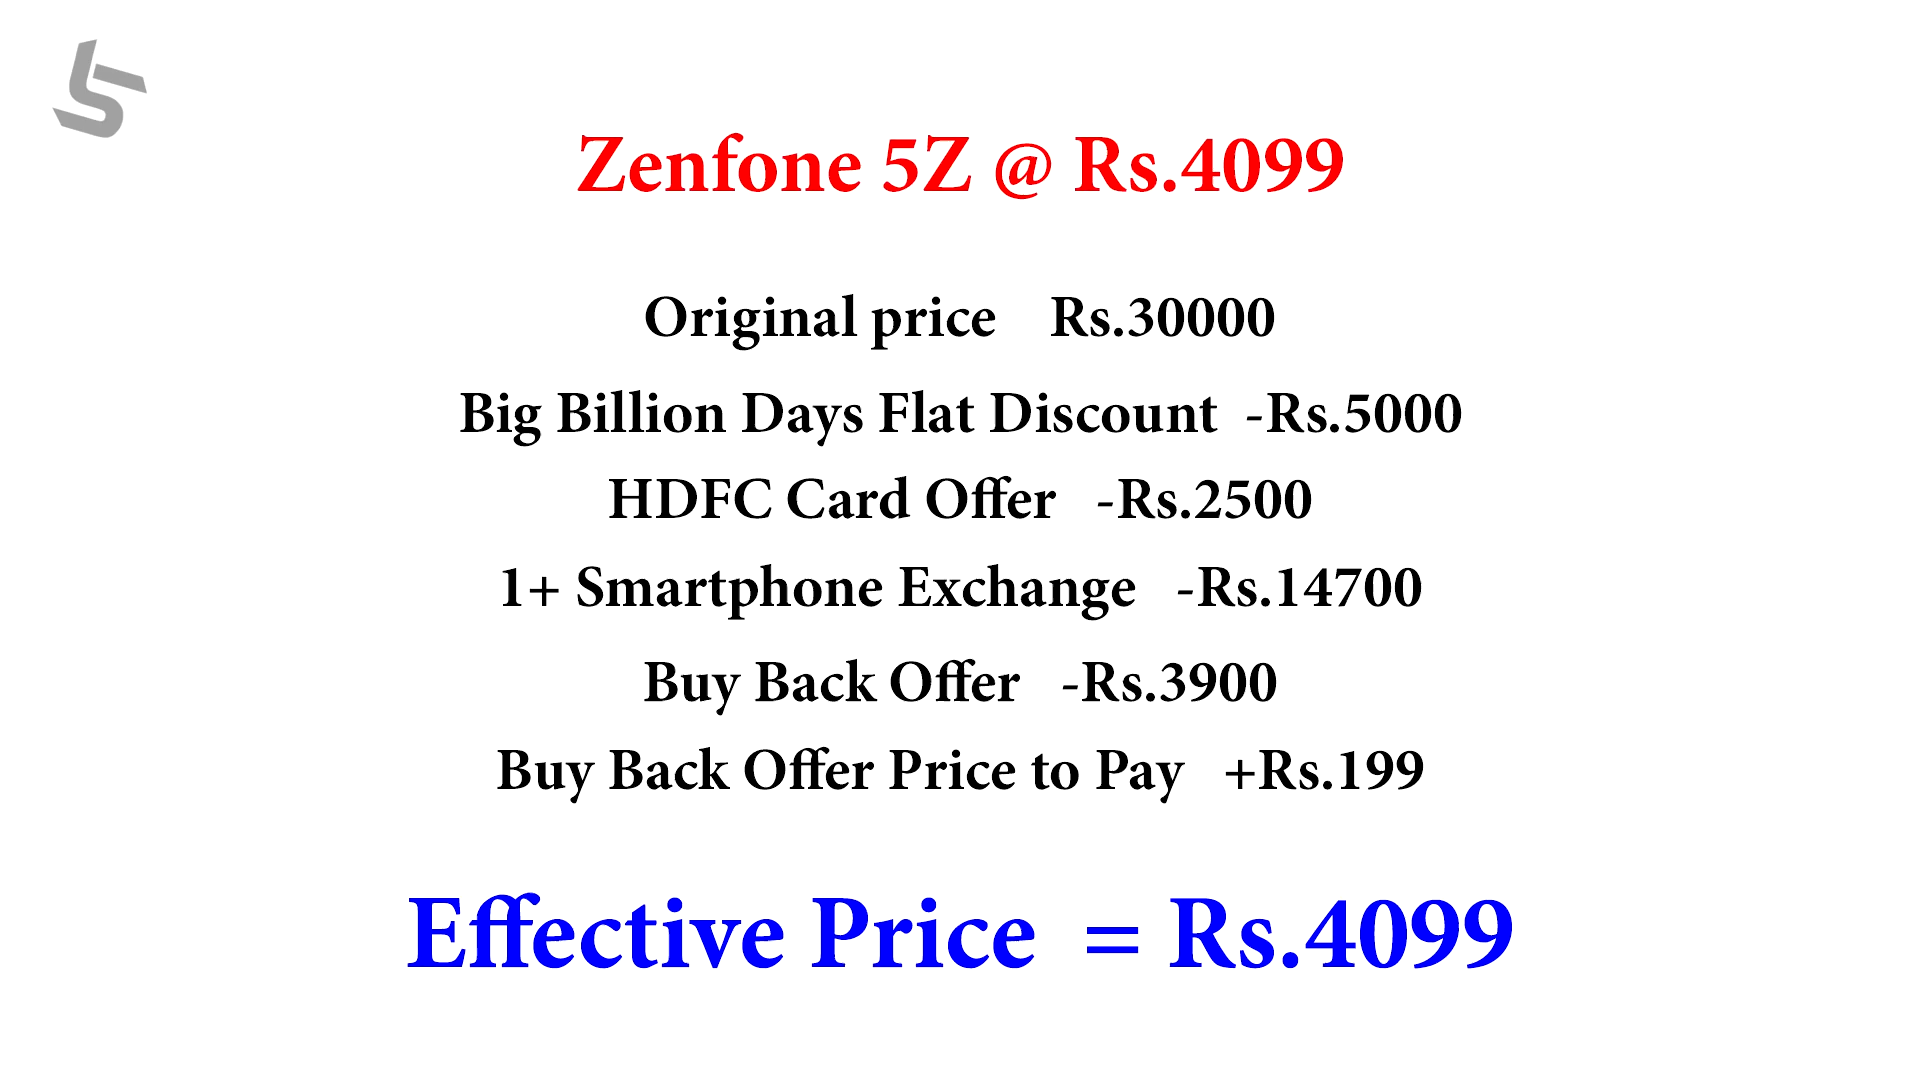 Zenfone 5Z @ Rs.4099
Original price Rs.30000
Big Billion Days Flat Discount -Rs.5000
HDFC Card Offer -Rs.2500
1+ Smartphone Exchange -Rs.14700
Buy Back Offer -Rs.3900
Buy Back Offer Price to Pay +Rs.199
Effective Price = Rs.4099